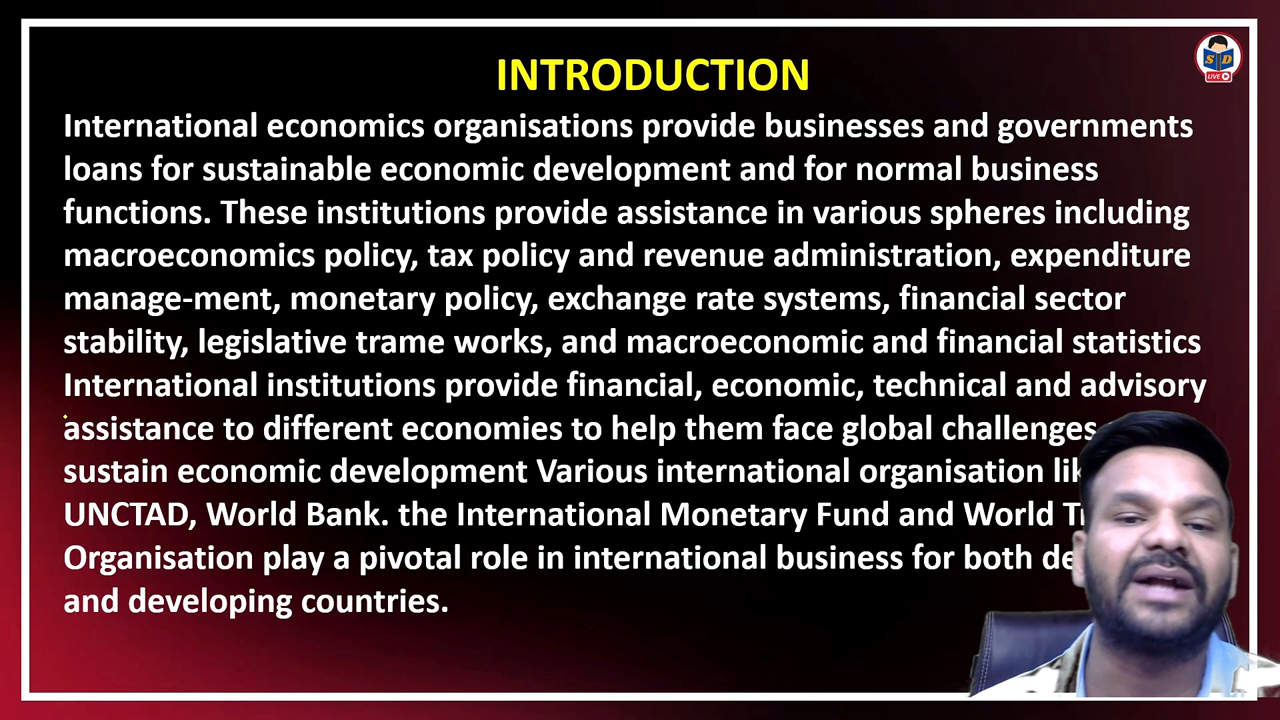 INTRODUCTION
S D
LIVE
International economics organisations provide businesses and governments
loans for sustainable economic development and for normal business
functions. These institutions provide assistance in various spheres including
macroeconomics policy, tax policy and revenue administration, expenditure
manage-ment, monetary policy, exchange rate systems, financial sector
stability, legislative trame works, and macroeconomic and financial statistics
International institutions provide financial, economic, technical and advisory
assistance to different economies to help them face global challenges
sustain economic development Various international organisation
UNCTAD, World Bank. the International Monetary Fund and World
Organisation play a pivotal role in international business for both
and developing countries.